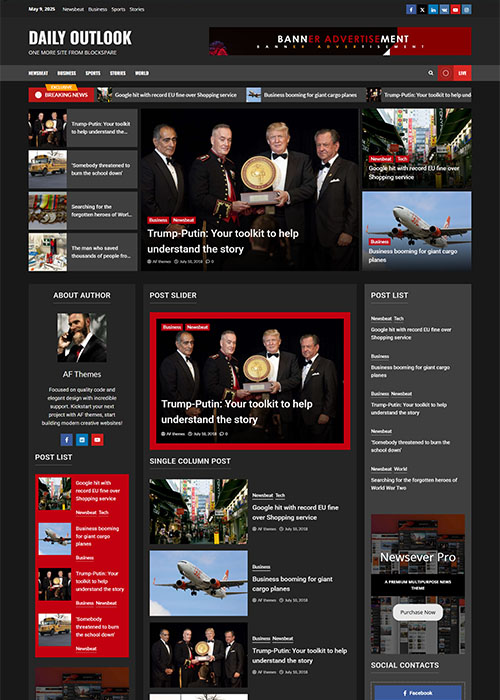 May 9, 2025 Newsbeat Business Sports Stories
DAILY OUTLOOK
ONE MORE SITE FROM BLOCKSPARE
BANNER ADVERTISEMENT
BANNER ADVERTISEMENT
NEWSBEAT BUSINESS SPORTS STORIES WORLD LIVE
EXCLUSIVE
BREAKING NEWS Google hit with record EU fine over Shopping service Business booming for giant cargo planes Trump-Putin: Your toolkit to help und
Trump-Putin: Your toolkit
to help understand the...
'Somebody threatened to
burn the school down'
Searching for the
forgotten heroes of Worl...
The man who saved
thousands of people fro...
Business Newsbeat
Trump-Putin: Your toolkit to help
understand the story
AF themes July 10, 2018 0
Newsbeat Tech
Google hit with record EU fine over
Shopping service
Business
Business booming for giant cargo
planes
ABOUT AUTHOR
AF Themes
Focused on quality code and
elegant design with incredible
support. Kickstart your next
project with AF themes, start
building modern creative websites!
POST LIST
Google hit with record
EU fine over
Shopping service
Newsbeat Tech
Business booming
for giant cargo
planes
Business
Trump-Putin: Your
toolkit to help
understand the story
Business Newsbeat
'Somebody
threatened to burn
the school down'
Newsbeat
POST SLIDER
Business Newsbeat
Trump-Putin: Your toolkit to help
understand the story
AF themes July 10, 2018 0
SINGLE COLUMN POST
Newsbeat Tech
Google hit with record EU fine over
Shopping service
AF themes July 10, 2018
Business
Business booming for giant cargo
planes
AF themes July 10, 2018
Business Newsbeat
Trump-Putin: Your toolkit to help
understand the story
AF themes July 10, 2018
POST LIST
Newsbeat Tech
Google hit with record EU fine over
Shopping service
Business
Business booming for giant cargo
planes
Business Newsbeat
Trump-Putin: Your toolkit to help
understand the story
Newsbeat
'Somebody threatened to burn the
school down'
Newsbeat World
Searching for the forgotten heroes of
World War Two
Newsever Pro
A PREMIUM MULTIPURPOSE NEWS
THEME
Purchase Now
SOCIAL CONTACTS
Facebook